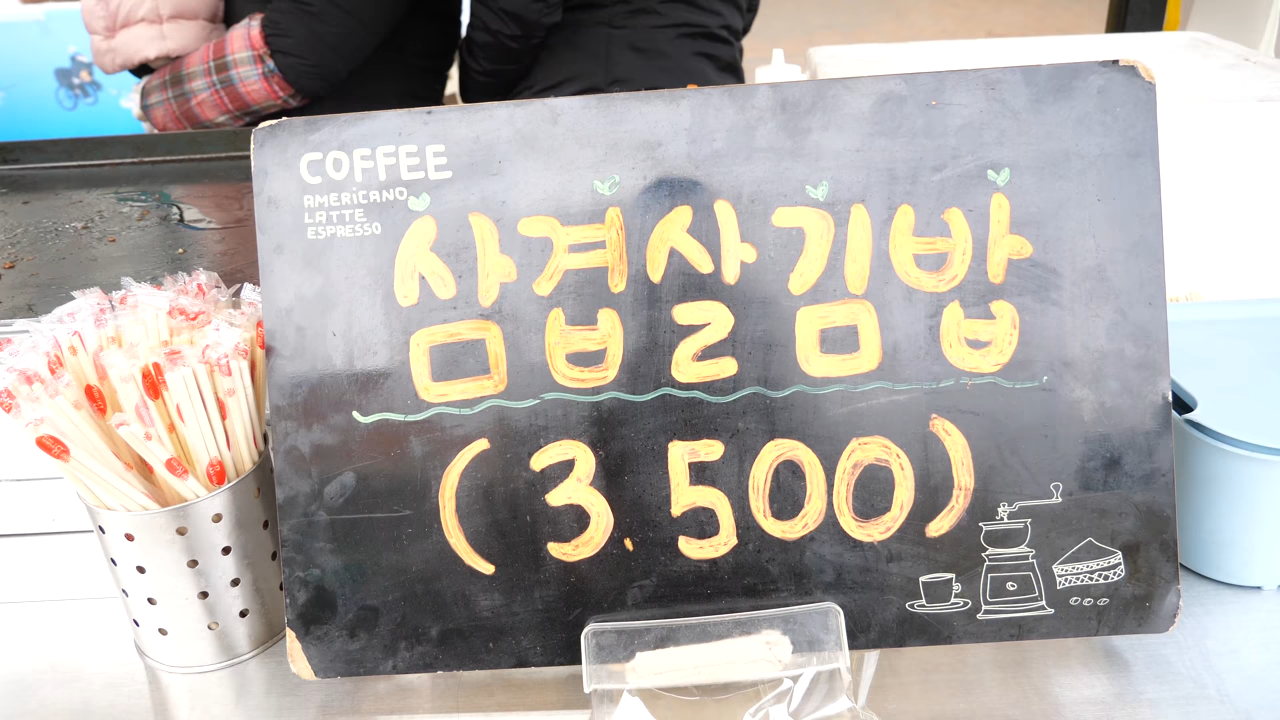 COFFEE
AMERiCANO
LATTE
ESPRESSO
삼겹살김밥
(3,500)